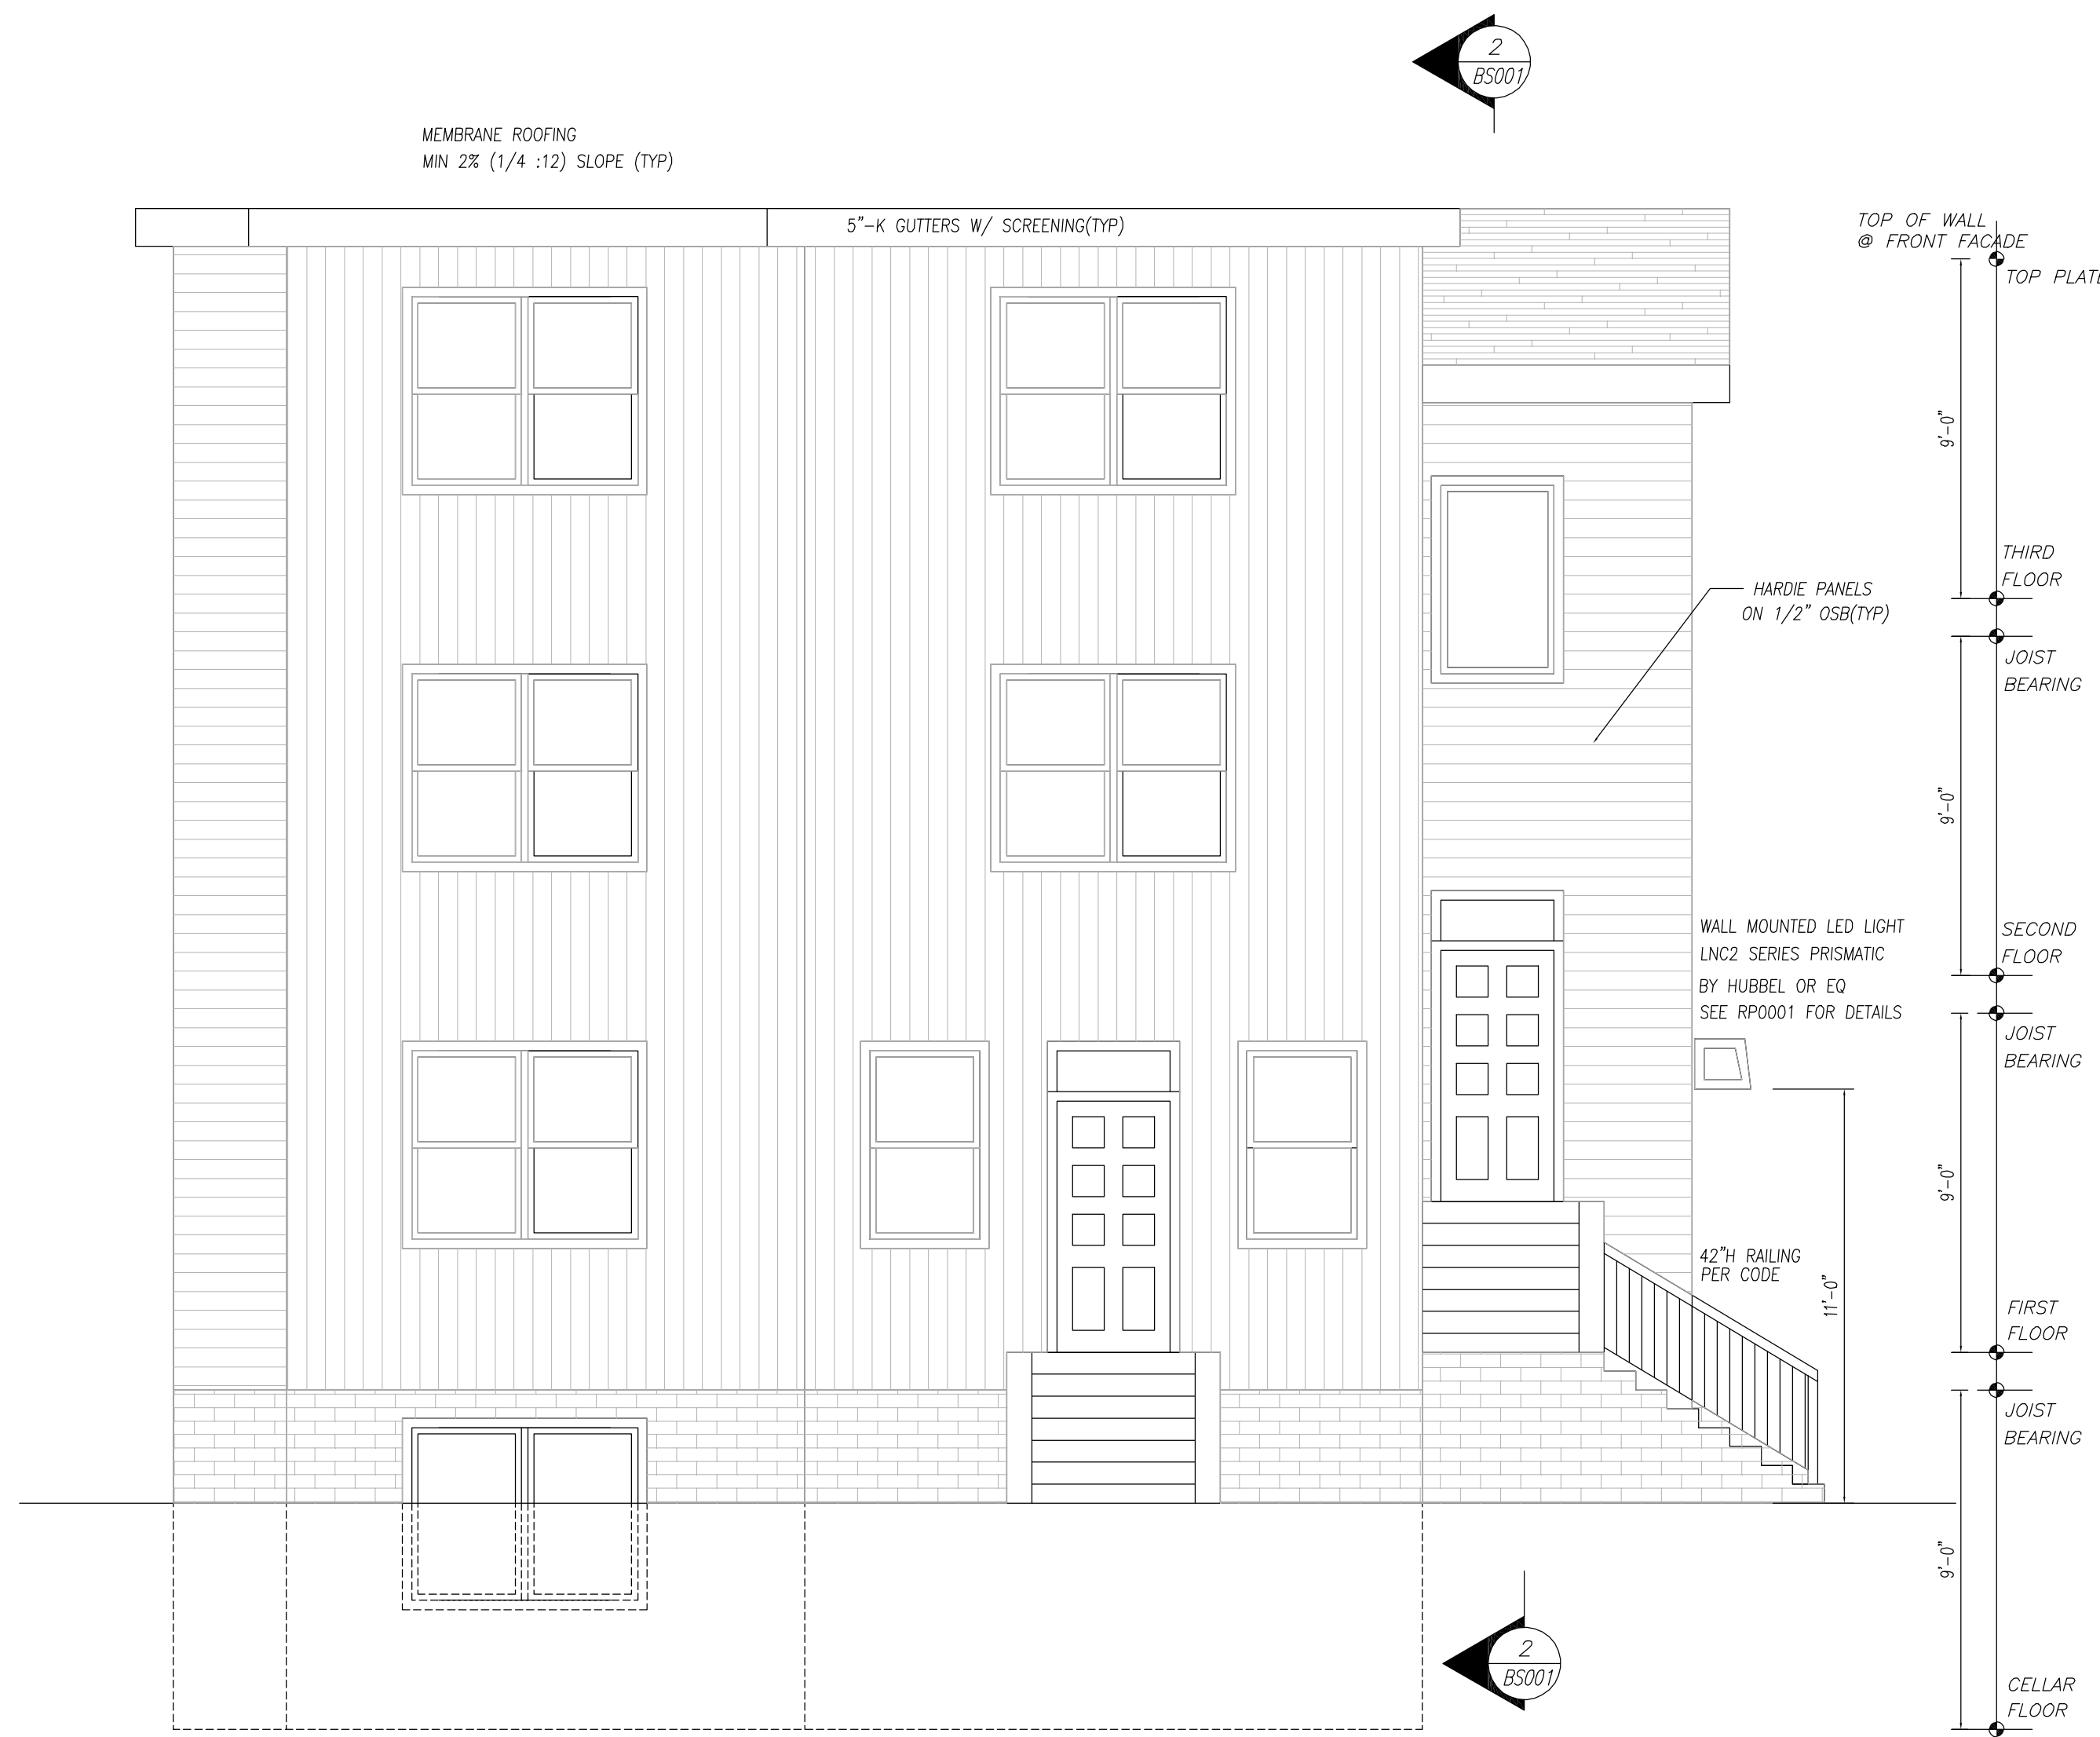 2
BS001
MEMBRANE ROOFING
MIN 2% (1/4 :12) SLOPE (TYP)
5"-K GUTTERS W/ SCREENING(TYP)
TOP OF WALL
@ FRONT FACADE
TOP PLATE
9'-0"
THIRD
FLOOR
HARDIE PANELS
ON 1/2" OSB(TYP)
JOIST
BEARING
9'-0"
WALL MOUNTED LED LIGHT
LNC2 SERIES PRISMATIC
BY HUBBEL OR EQ
SEE RP0001 FOR DETAILS
SECOND
FLOOR
JOIST
BEARING
9'-0"
42"H RAILING
PER CODE
11'-0"
FIRST
FLOOR
JOIST
BEARING
9'-0"
2
BS001
CELLAR
FLOOR